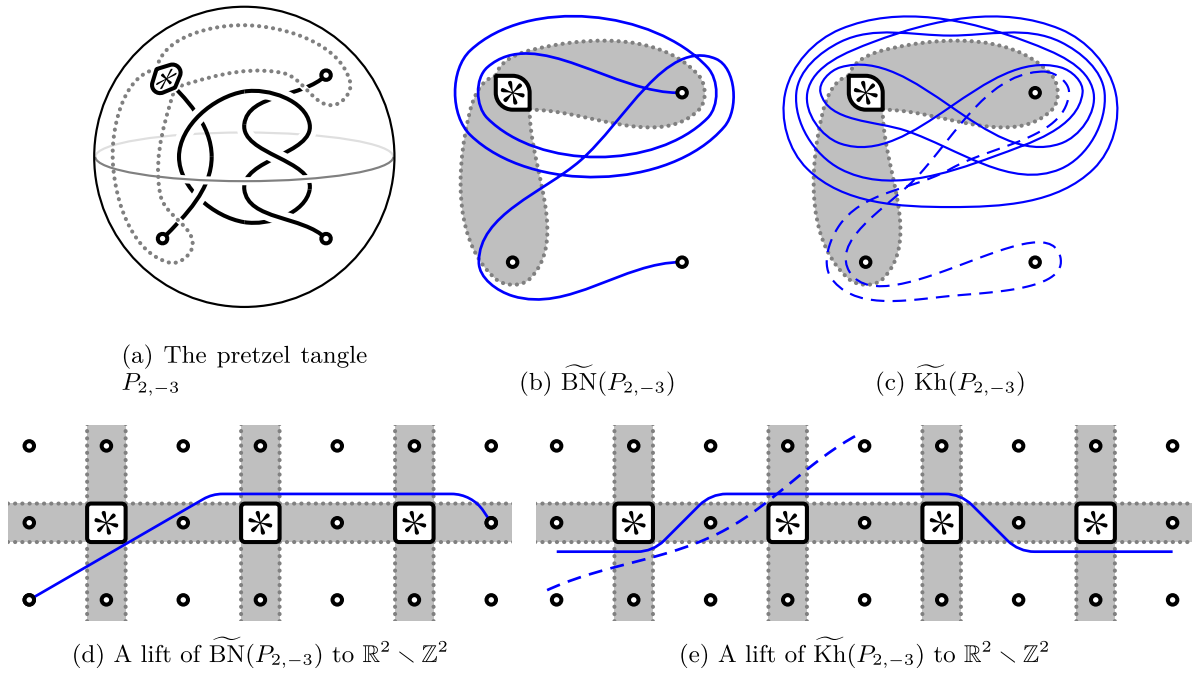 (a) The pretzel tangle
P₂,₋₃
(b) B͠N(P₂,₋₃)
(c) K͠h(P₂,₋₃)
(d) A lift of B͠N(P₂,₋₃) to ℝ² ∖ ℤ²
(e) A lift of K͠h(P₂,₋₃) to ℝ² ∖ ℤ²